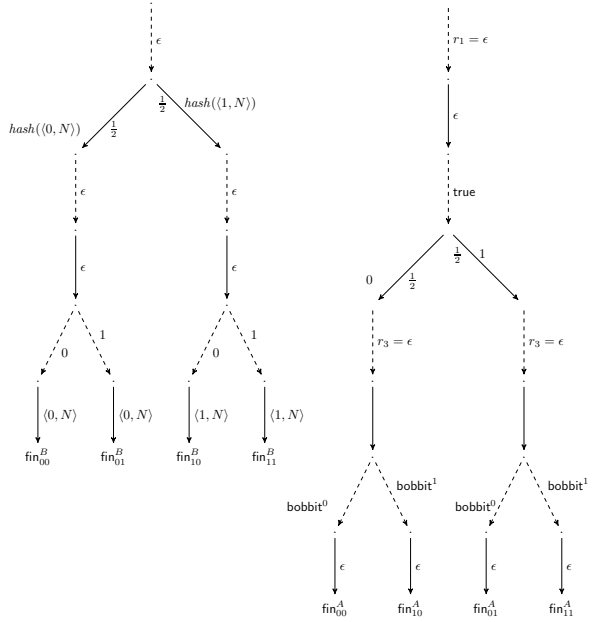 ϵ
hash(⟨0, N⟩)
1/2
1/2
hash(⟨1, N⟩)
ϵ
ϵ
ϵ
ϵ
0
1
0
1
⟨0, N⟩
⟨0, N⟩
⟨1, N⟩
⟨1, N⟩
fin^B_00
fin^B_01
fin^B_10
fin^B_11
r_1 = ϵ
ϵ
true
0
1/2
1/2
1
r_3 = ϵ
r_3 = ϵ
bobbit^0
bobbit^1
bobbit^0
bobbit^1
ϵ
ϵ
ϵ
ϵ
fin^A_00
fin^A_10
fin^A_01
fin^A_11